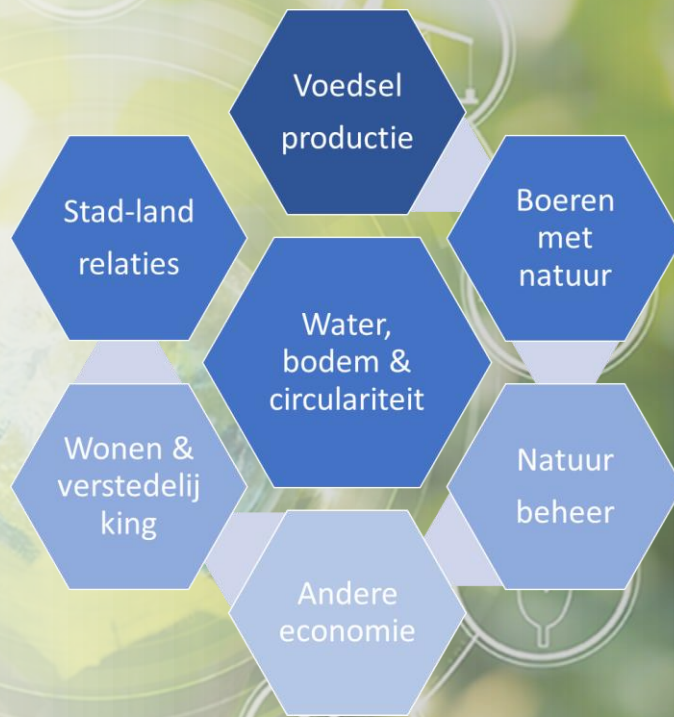 Voedsel
productie
Boeren
met
natuur
Natuur
beheer
Andere
economie
Wonen &
verstedelij
king
Stad-land
relaties
Water,
bodem &
circulariteit